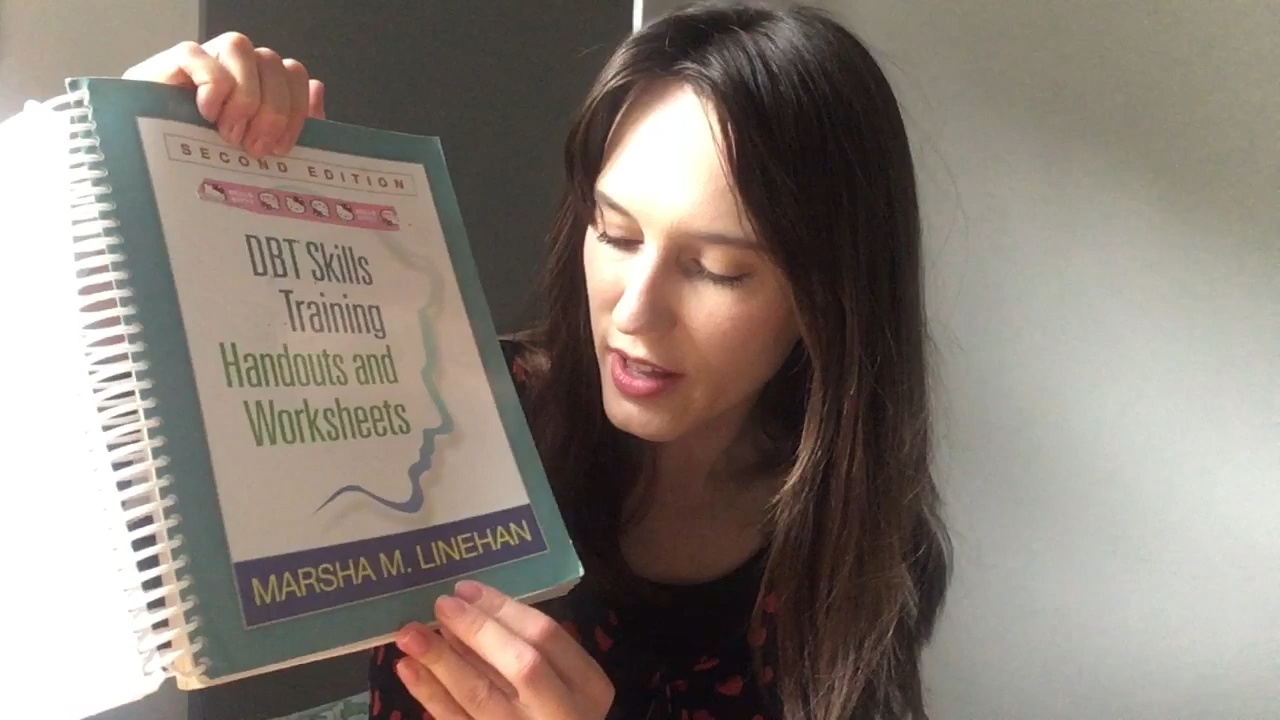 SECOND EDITION
DBT Skills
Training
Handouts and
Worksheets
MARSHA M. LINEHAN